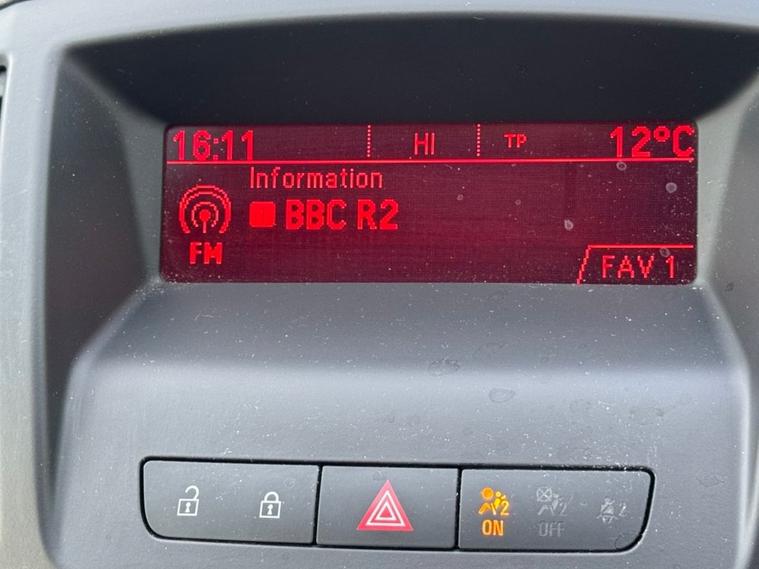 16:11 HI TP 12°C
Information
BBC R2
FM
FAV 1
2 2 2
ON OFF